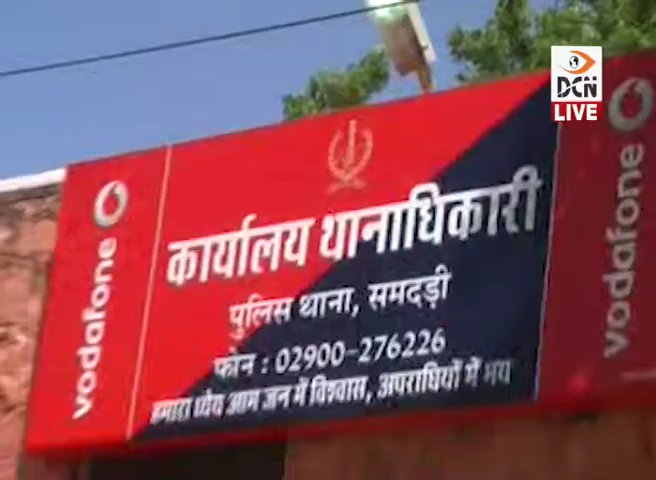 DCN
LIVE
vodafone
कार्यालय थानाधिकारी
पुलिस थाना, समदड़ी
फोन : 02900-276226
हमारा ध्येय आम जन में विश्वास, अपराधियों में भय
vodafone